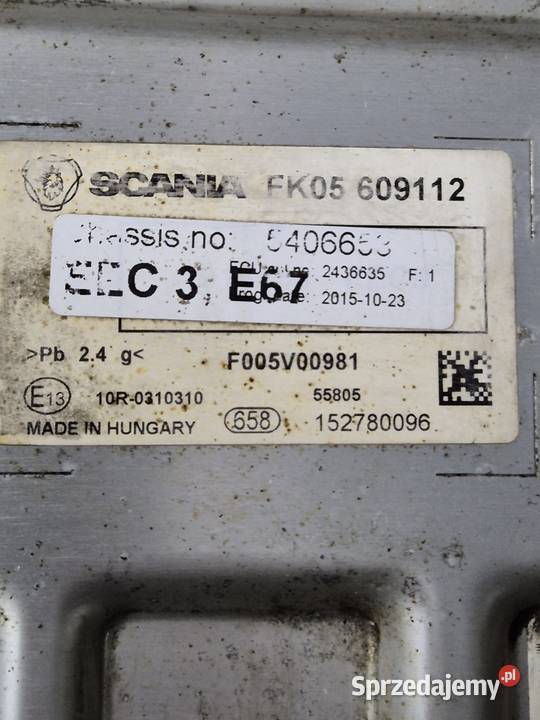 SCANIA FK05 609112
chassis no: 5406653
ECU no: 2436635 F: 1
EEC 3 E67
Prog. date: 2015-10-23
>Pb 2.4 g< F005V00981
E13 10R-0310310 55805
MADE IN HUNGARY 658 152780096
Sprzedajemy.pl